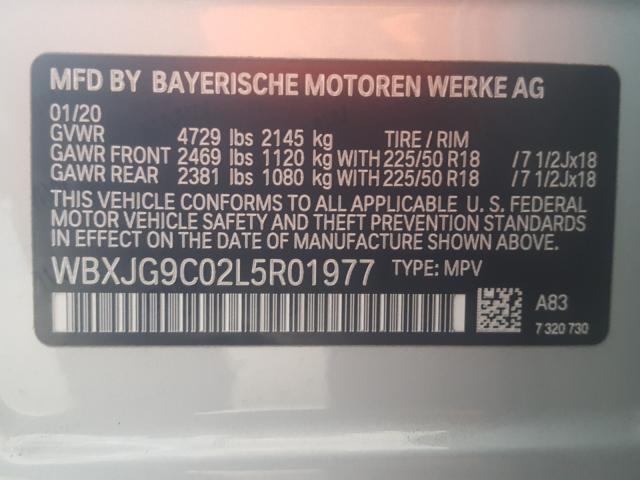 MFD BY BAYERISCHE MOTOREN WERKE AG
01/20
GVWR 4729 lbs 2145 kg TIRE / RIM
GAWR FRONT 2469 lbs 1120 kg WITH 225/50 R18 /7 1/2Jx18
GAWR REAR 2381 lbs 1080 kg WITH 225/50 R18 /7 1/2Jx18
THIS VEHICLE CONFORMS TO ALL APPLICABLE U. S. FEDERAL
MOTOR VEHICLE SAFETY AND THEFT PREVENTION STANDARDS
IN EFFECT ON THE DATE OF MANUFACTURE SHOWN ABOVE.
WBXJG9C02L5R01977 TYPE: MPV
A83
7 320 730